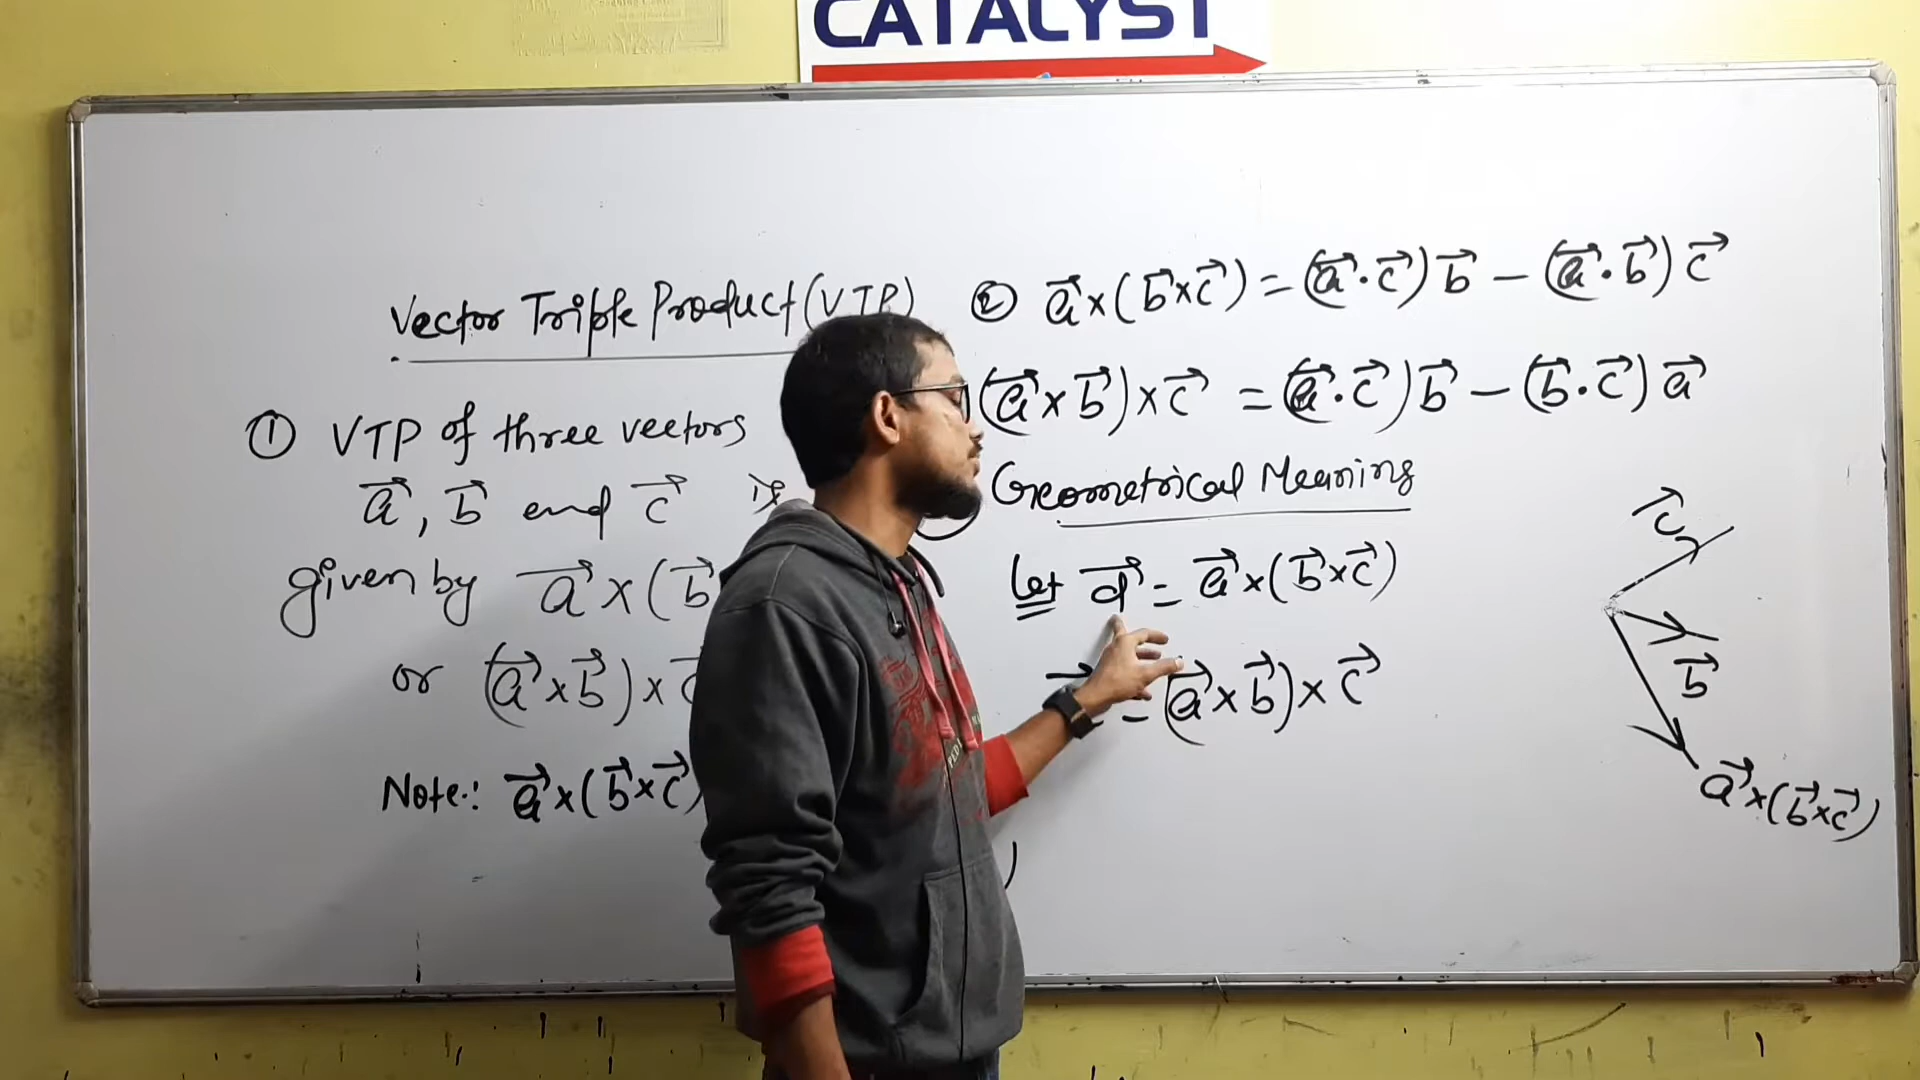 CATALYST
Vector Triple Product (VTP)
① VTP of three vectors
a⃗, b⃗ and c⃗ is
given by a⃗ × (b⃗
or (a⃗ × b⃗) × c⃗
Note: a⃗ × (b⃗ × c⃗)
② a⃗ × (b⃗ × c⃗) = (a⃗ · c⃗) b⃗ − (a⃗ · b⃗) c⃗
(a⃗ × b⃗) × c⃗ = (a⃗ · c⃗) b⃗ − (b⃗ · c⃗) a⃗
Geometrical Meaning
Let d⃗ = a⃗ × (b⃗ × c⃗)
= (a⃗ × b⃗) × c⃗
c⃗
b⃗
a⃗ × (b⃗ × c⃗)